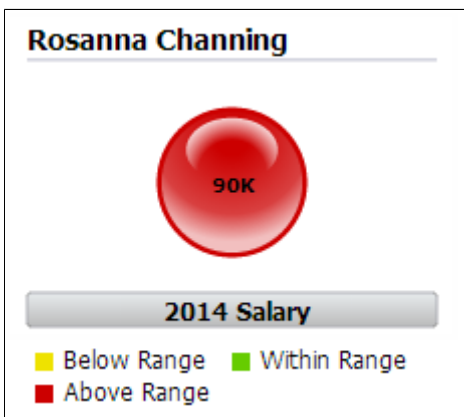 Rosanna Channing
90K
2014 Salary
Below Range Within Range
Above Range